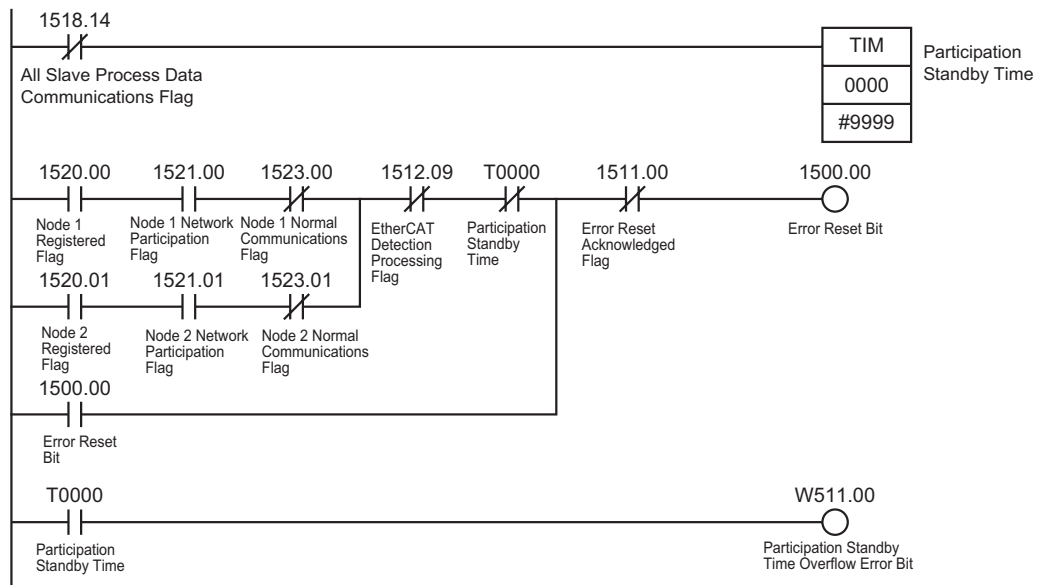 1518.14
All Slave Process Data
Communications Flag
TIM
0000
#9999
Participation
Standby Time
1520.00
1521.00
1523.00
1512.09
T0000
1511.00
1500.00
Node 1
Registered
Flag
Node 1 Network
Participation
Flag
Node 1 Normal
Communications
Flag
EtherCAT
Detection
Processing
Flag
Participation
Standby
Time
Error Reset
Acknowledged
Flag
Error Reset Bit
1520.01
1521.01
1523.01
Node 2
Registered
Flag
Node 2 Network
Participation
Flag
Node 2 Normal
Communications
Flag
1500.00
Error Reset
Bit
T0000
W511.00
Participation
Standby Time
Participation Standby
Time Overflow Error Bit